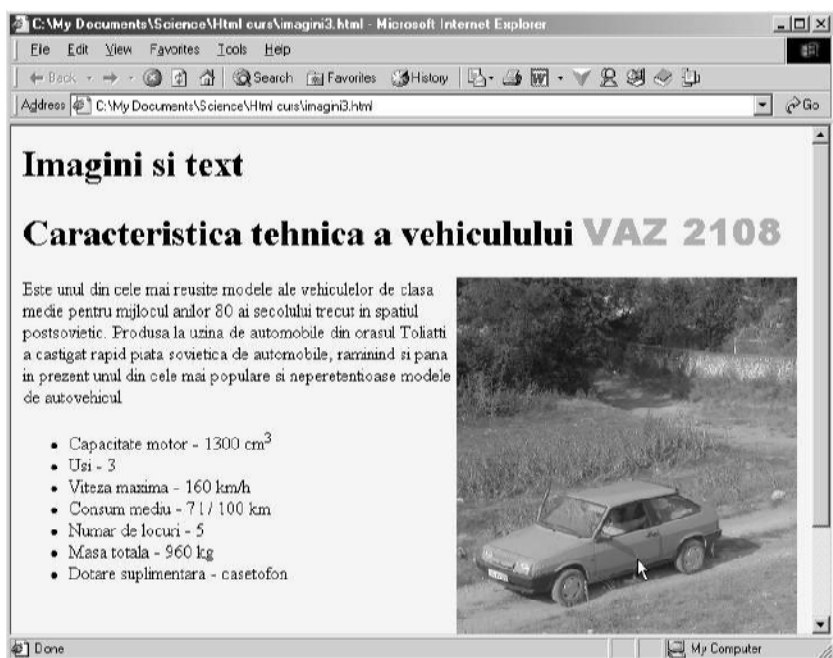 C:\My Documents\Science\Html curs\imagini3.html - Microsoft Internet Explorer
File Edit View Favorites Tools Help
Back Search Favorites History
Address C:\My Documents\Science\Html curs\imagini3.html Go
Imagini si text
Caracteristica tehnica a vehiculului VAZ 2108
Este unul din cele mai reusite modele ale vehiculelor de clasa
medie pentru mijlocul anilor 80 ai secolului trecut in spatiul
postsovietic. Produsa la uzina de automobile din orasul Toliatti
a castigat rapid piata sovietica de automobile, raminind si pana
in prezent unul din cele mai populare si neperetentioase modele
de autovehicul
• Capacitate motor - 1300 cm³
• Usi - 3
• Viteza maxima - 160 km/h
• Consum mediu - 7 l / 100 km
• Numar de locuri - 5
• Masa totala - 960 kg
• Dotare suplimentara - casetofon
Done My Computer